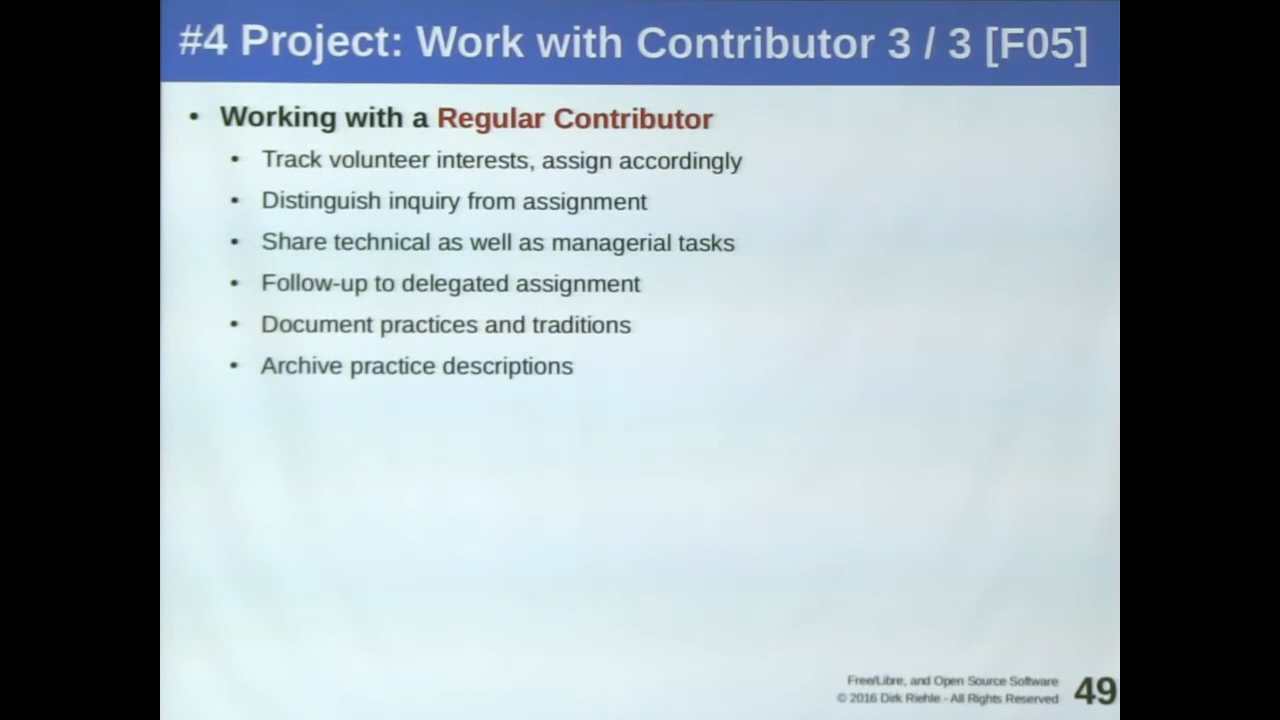 #4 Project: Work with Contributor 3 / 3 [F05]
• Working with a Regular Contributor
• Track volunteer interests, assign accordingly
• Distinguish inquiry from assignment
• Share technical as well as managerial tasks
• Follow-up to delegated assignment
• Document practices and traditions
• Archive practice descriptions
Free/Libre, and Open Source Software
© 2016 Dirk Riehle - All Rights Reserved
49